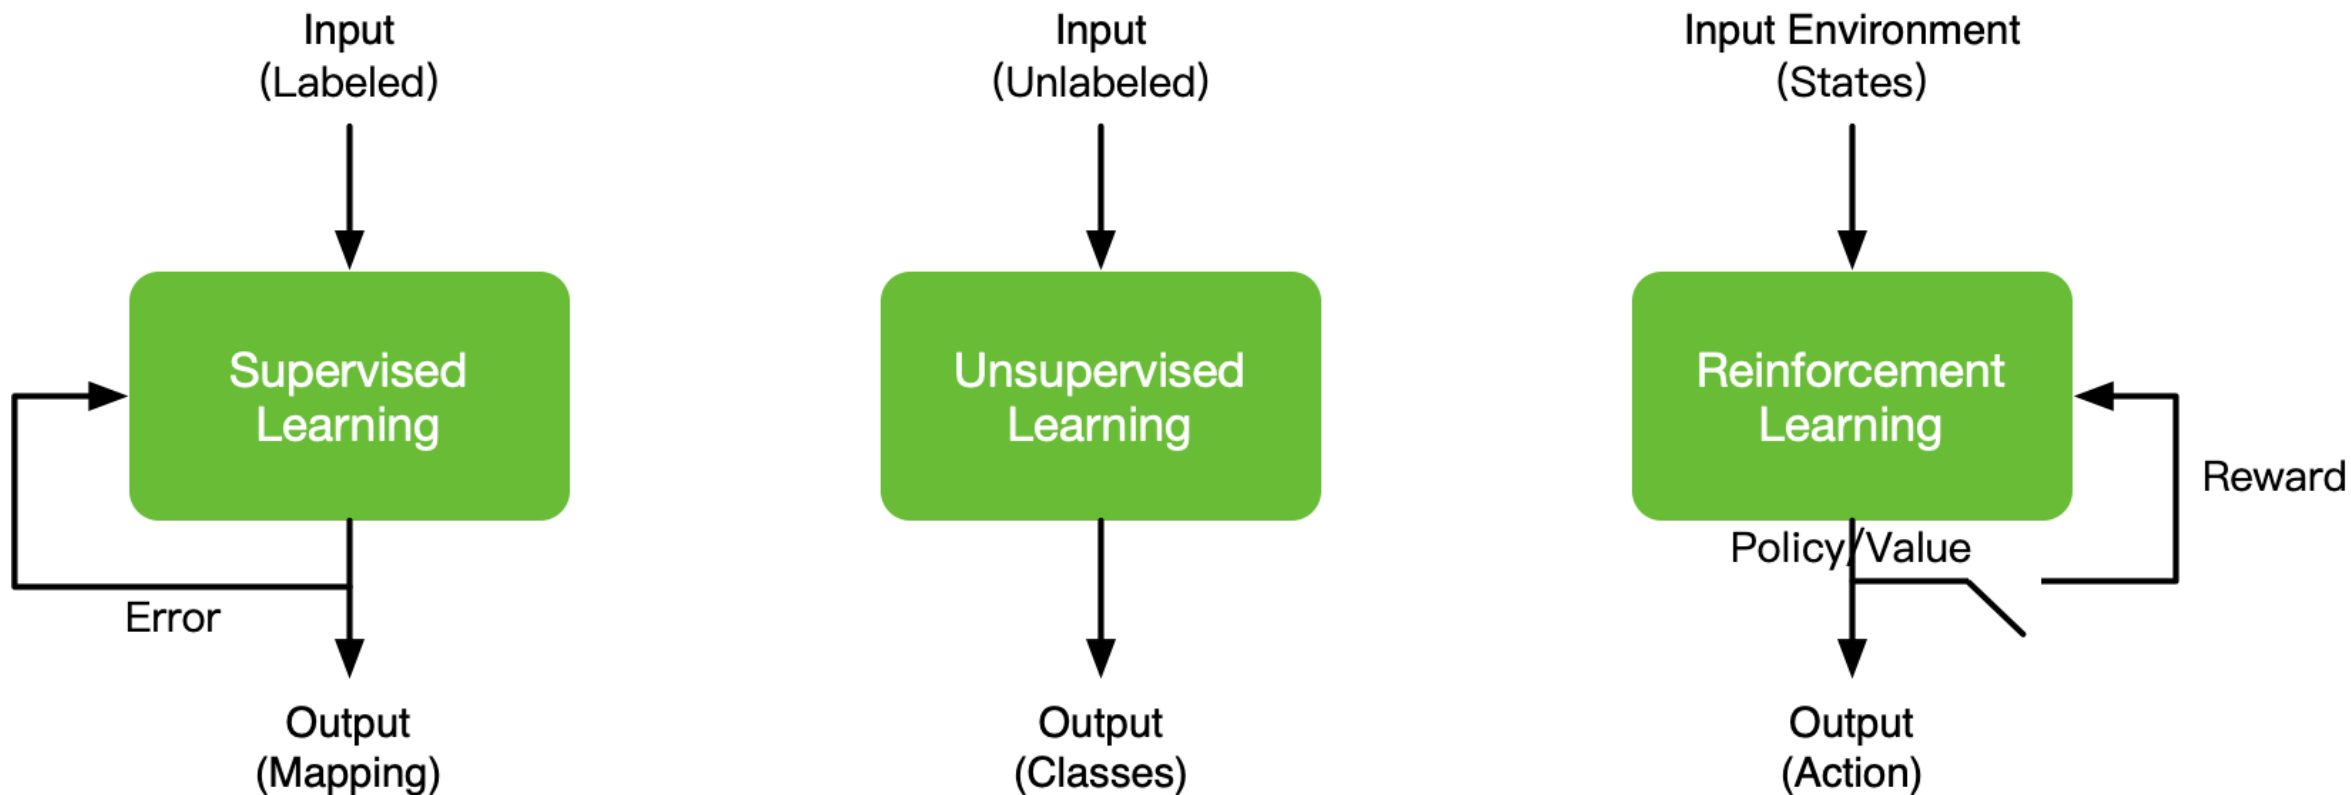 Input
(Labeled)
Supervised
Learning
Error
Output
(Mapping)
Input
(Unlabeled)
Unsupervised
Learning
Output
(Classes)
Input Environment
(States)
Reinforcement
Learning
Policy/Value
Reward
Output
(Action)